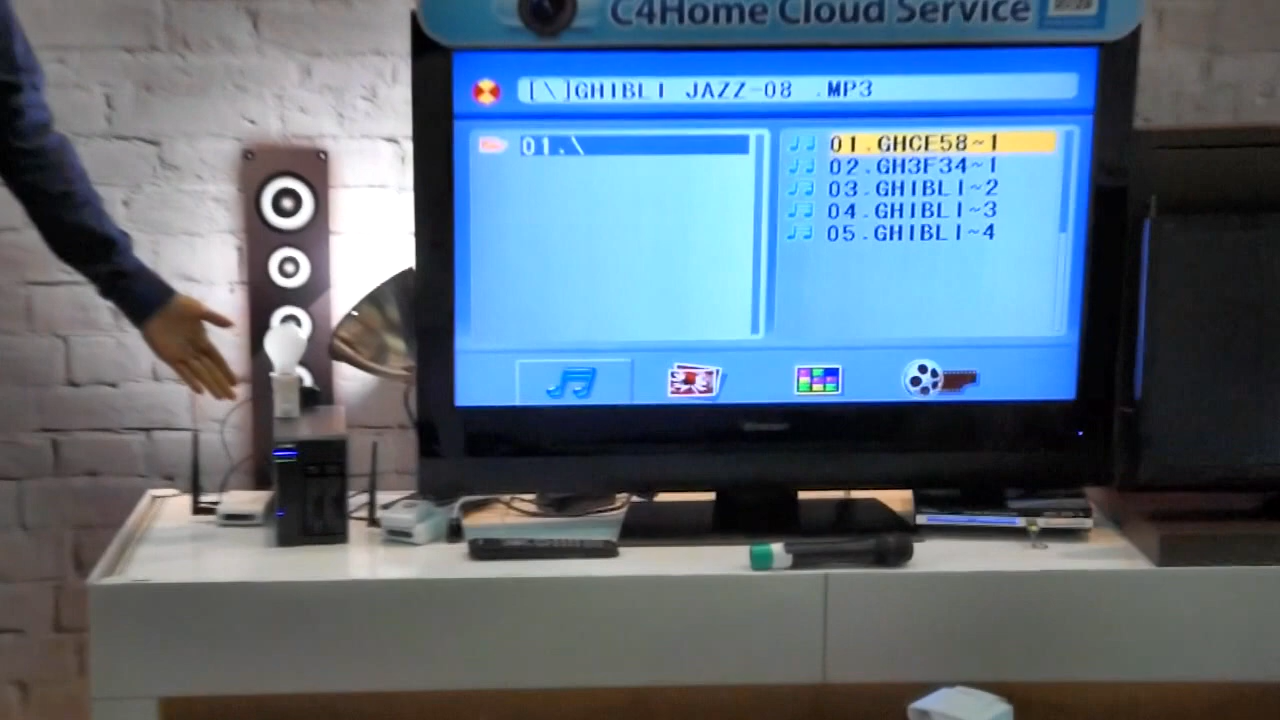 C4Home Cloud Service
[\]GHIBLI JAZZ-08 .MP3
01.\
01.GHCE58~1
02.GH3F34~1
03.GHIBLI~2
04.GHIBLI~3
05.GHIBLI~4